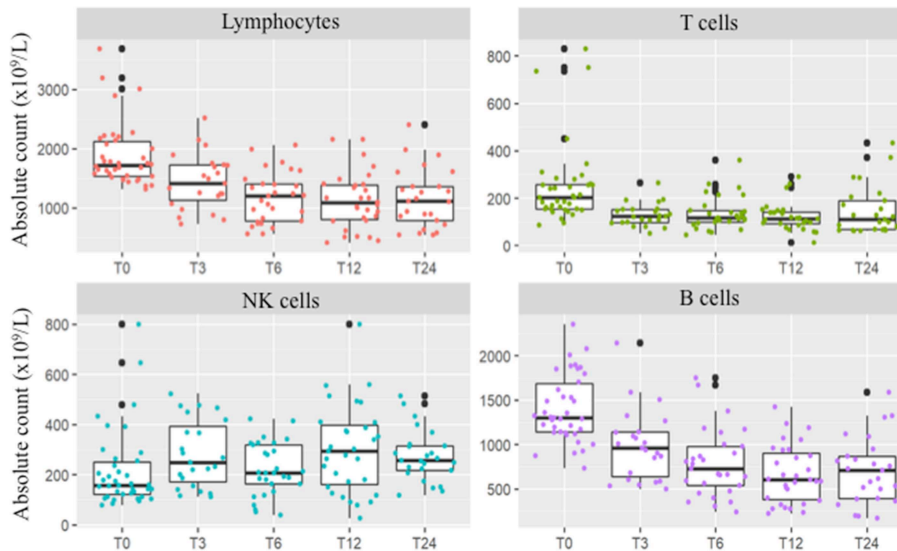 Lymphocytes
Absolute count (x10⁹/L)
3000
2000
1000
T0 T3 T6 T12 T24
T cells
800
600
400
200
0
T0 T3 T6 T12 T24
NK cells
Absolute count (x10⁹/L)
800
600
400
200
0
T0 T3 T6 T12 T24
B cells
2000
1500
1000
500
T0 T3 T6 T12 T24